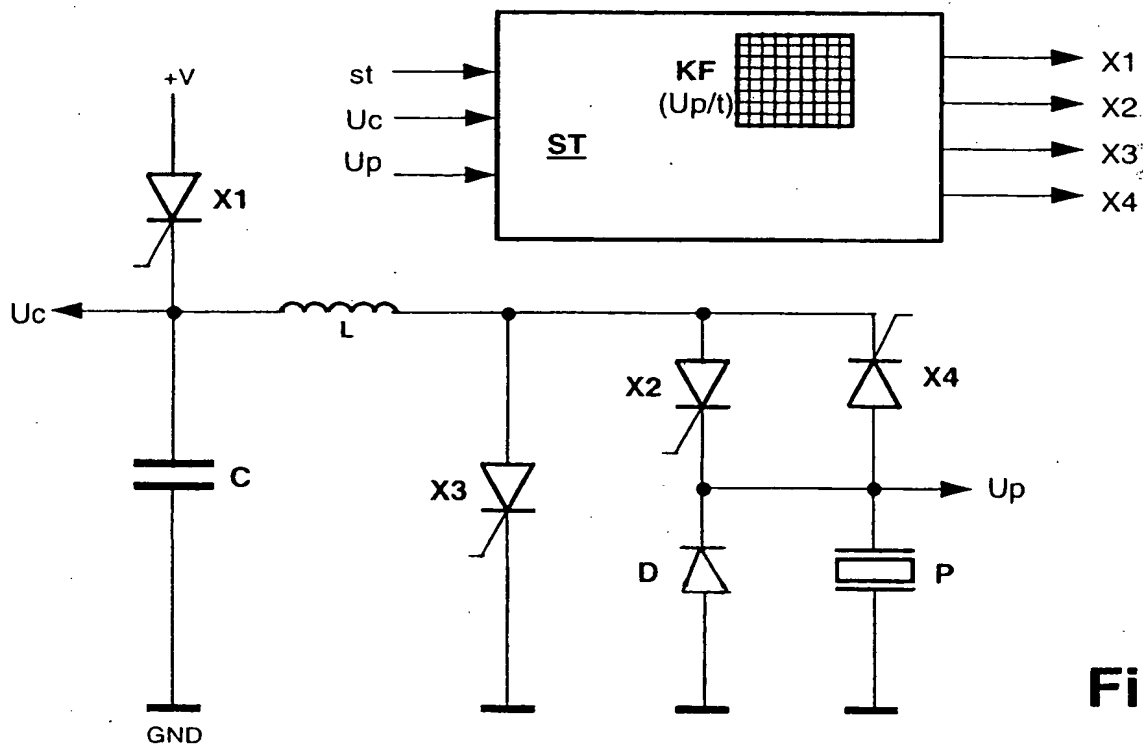 +V
X1
Uc
L
C
GND
X3
X2
X4
Up
D
P
st
Uc
Up
ST
KF
(Up/t)
X1
X2
X3
X4
Fi